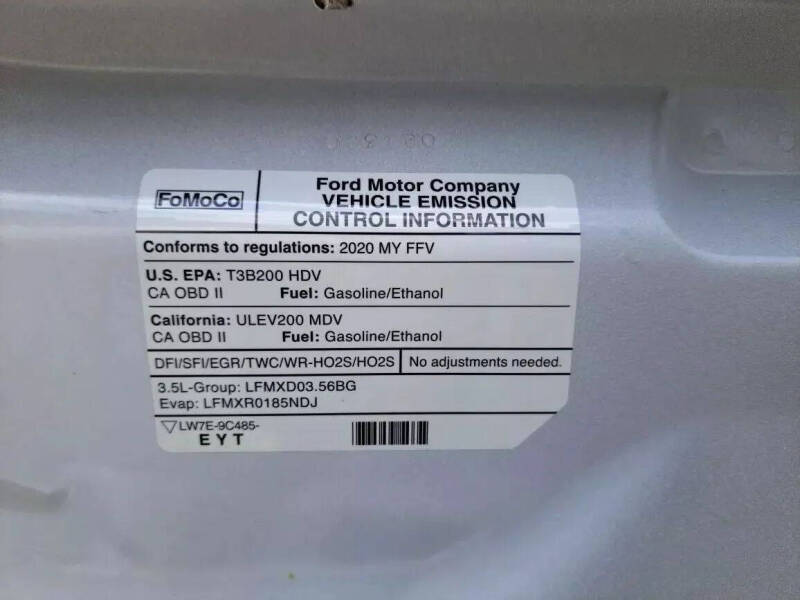 FoMoCo
Ford Motor Company
VEHICLE EMISSION
CONTROL INFORMATION
Conforms to regulations: 2020 MY FFV
U.S. EPA: T3B200 HDV
CA OBD II Fuel: Gasoline/Ethanol
California: ULEV200 MDV
CA OBD II Fuel: Gasoline/Ethanol
DFI/SFI/EGR/TWC/WR-HO2S/HO2S No adjustments needed.
3.5L-Group: LFMXD03.56BG
Evap: LFMXR0185NDJ
LW7E-9C485-
EYT